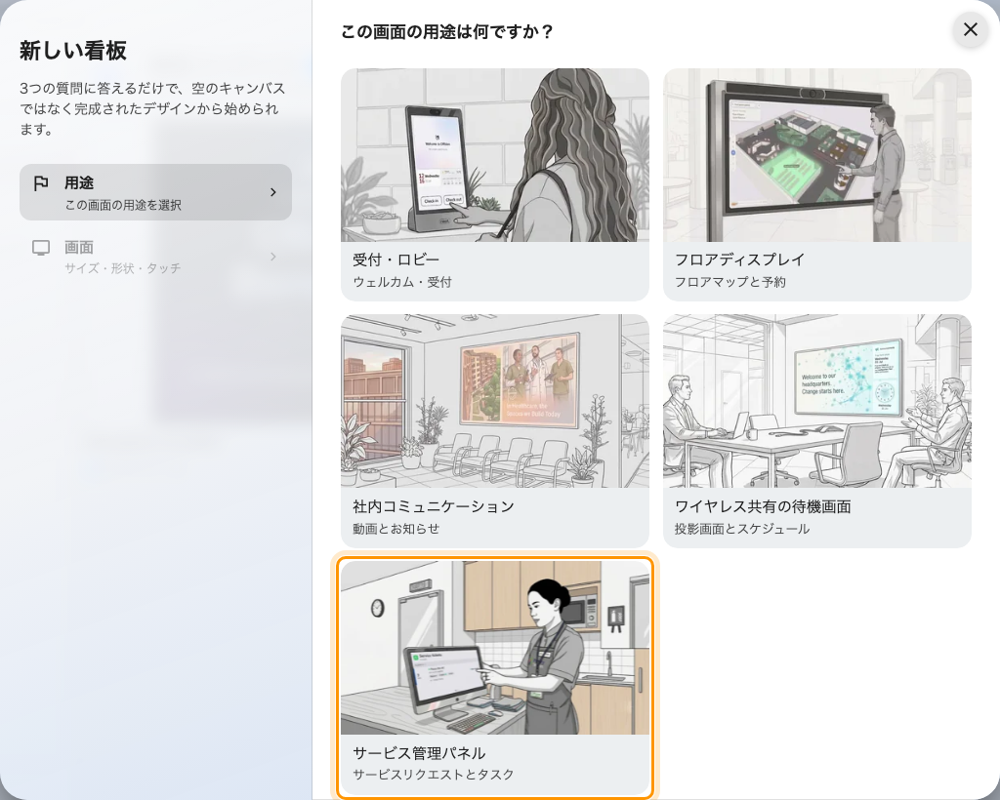 新しい看板
3つの質問に答えるだけで、空のキャンバス
ではなく完成されたデザインから始められ
ます。
用途
この画面の用途を選択
画面
サイズ・形状・タッチ
この画面の用途は何ですか？
受付・ロビー
ウェルカム・受付
フロアディスプレイ
フロアマップと予約
Welcome to our
headquarters.
Change starts here.
社内コミュニケーション
動画とお知らせ
ワイヤレス共有の待機画面
投影画面とスケジュール
サービス管理パネル
サービスリクエストとタスク
Check in
Check out